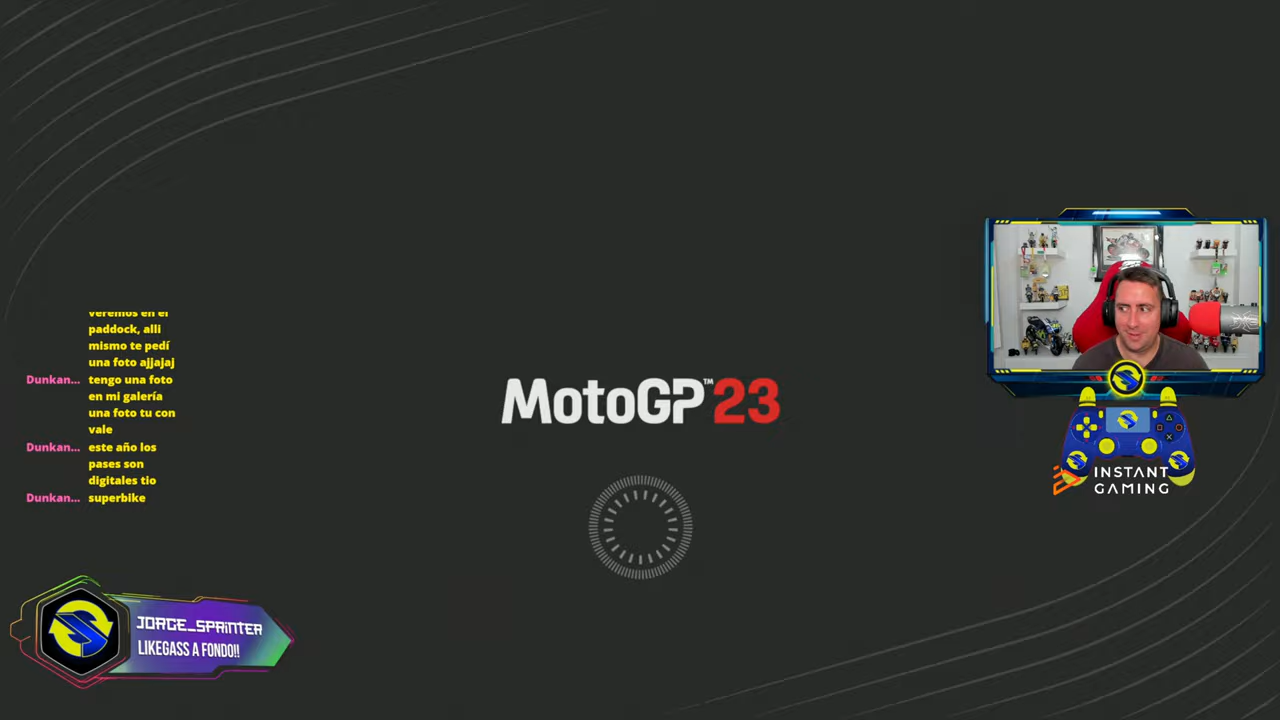 veremos en el
paddock, alli
mismo te pedí
una foto ajjajaj
Dunkan... tengo una foto
en mi galería
una foto tu con
vale
Dunkan... este año los
pases son
digitales tio
Dunkan... superbike
MotoGP™23
INSTANT
GAMING
JORGE_SPRINTER
LIKEGASS A FONDO!!